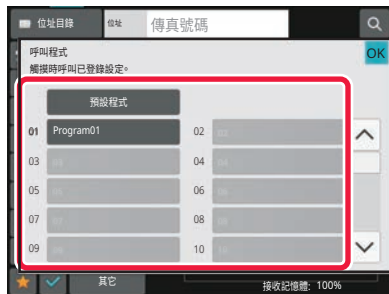 位址目錄 位址 傳真號碼
呼叫程式 OK
觸摸時呼叫已登錄設定。
預設程式
01 Program01 02
03 04
05 06
07 08
09 10
其它 接收記憶體: 100%